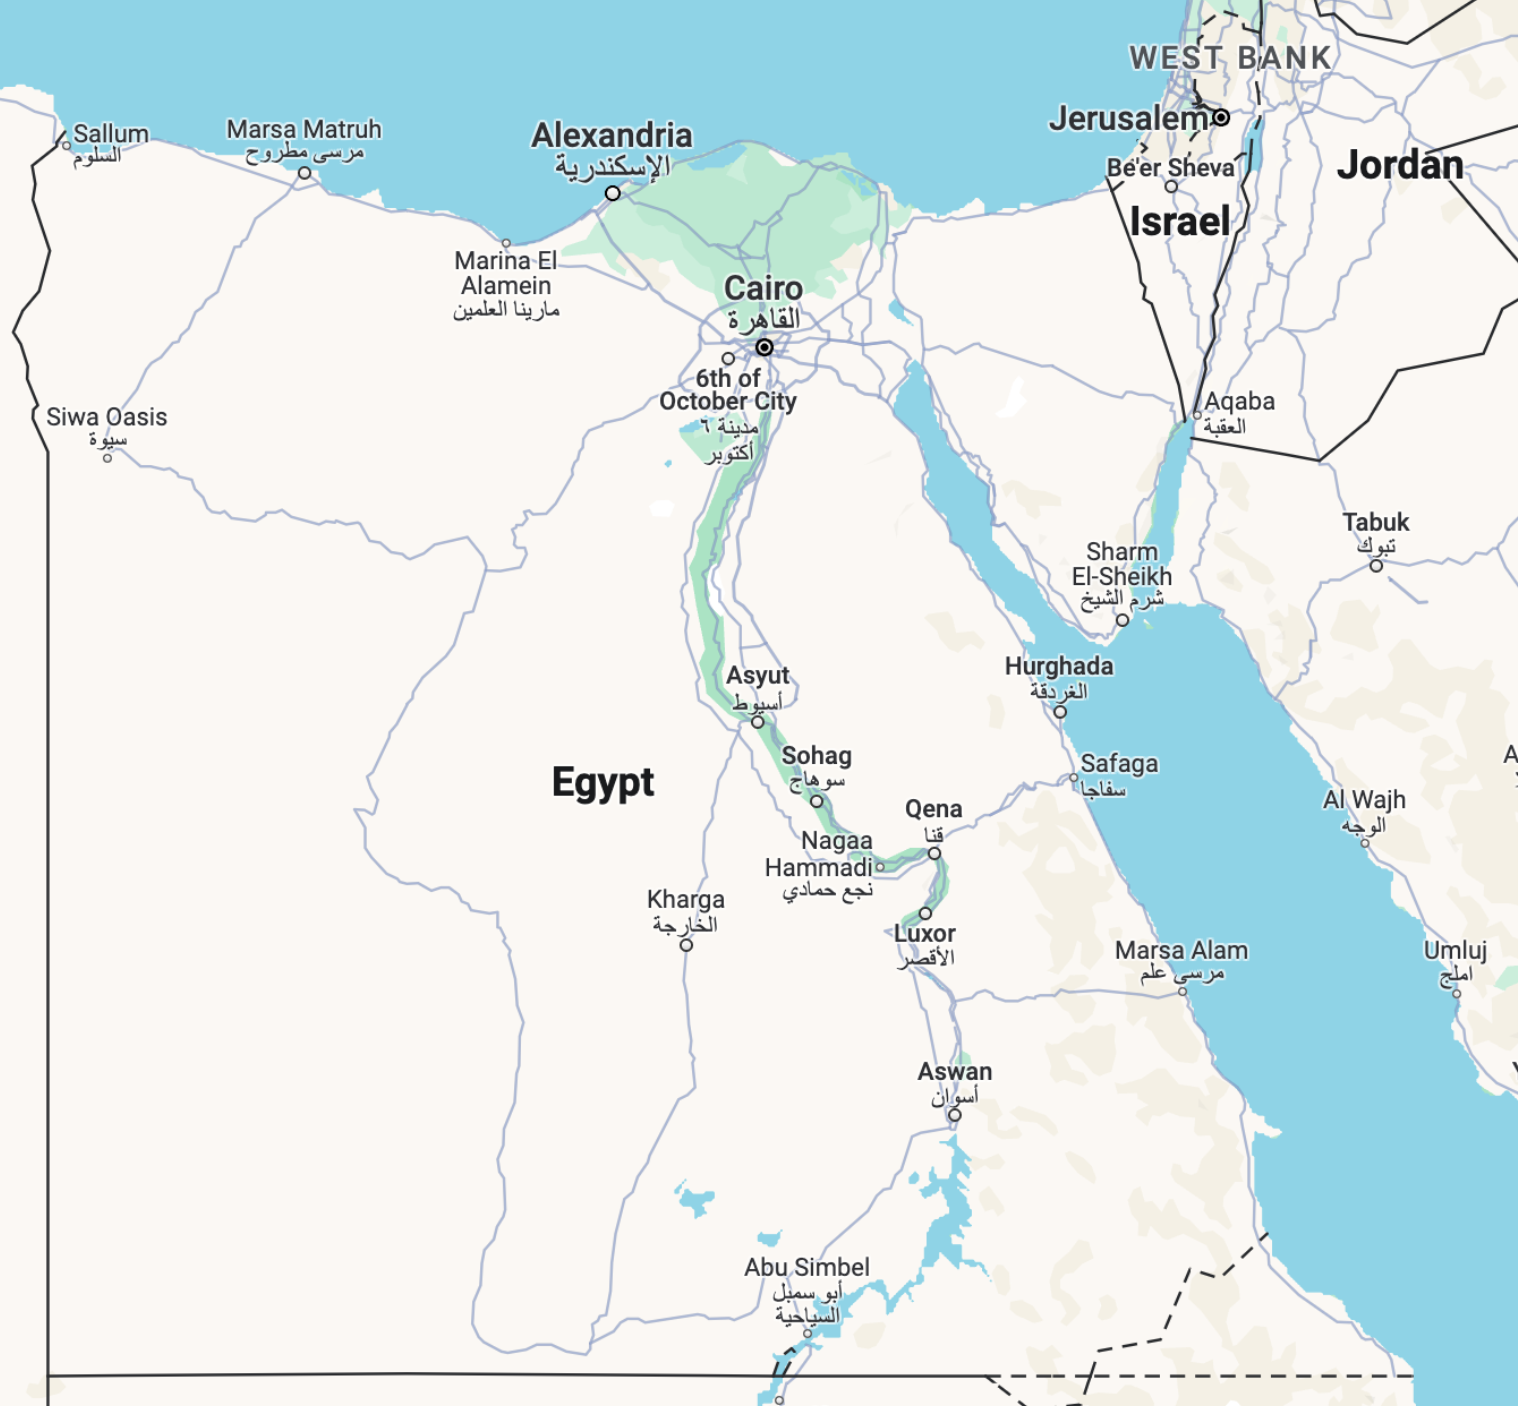 WEST BANK
Jerusalem
Sallum
السلوم
Marsa Matruh
مرسى مطروح
Alexandria
الإسكندرية
Be'er Sheva
Jordan
Israel
Marina El
Alamein
مارينا العلمين
Cairo
القاهرة
6th of
October City
مدينة ٦
أكتوبر
Siwa Oasis
سيوة
Aqaba
العقبة
Tabuk
تبوك
Sharm
El-Sheikh
شرم الشيخ
Hurghada
الغردقة
Asyut
أسيوط
Sohag
سوهاج
Egypt
Safaga
سفاجا
Qena
قنا
Al Wajh
الوجه
Nagaa
Hammadi
نجع حمادي
Kharga
الخارجة
Luxor
الأقصر
Marsa Alam
مرسى علم
Umluj
املج
Aswan
أسوان
Abu Simbel
أبو سمبل
السياحية